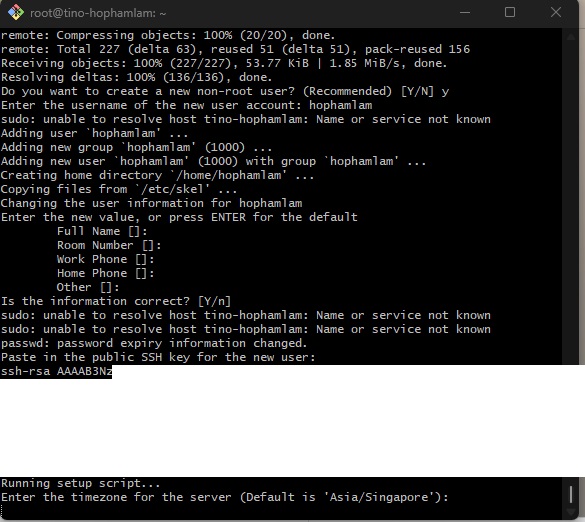 root@tino-hophamlam: ~
remote: Compressing objects: 100% (20/20), done.
remote: Total 227 (delta 63), reused 51 (delta 51), pack-reused 156
Receiving objects: 100% (227/227), 53.77 KiB | 1.85 MiB/s, done.
Resolving deltas: 100% (136/136), done.
Do you want to create a new non-root user? (Recommended) [Y/N] y
Enter the username of the new user account: hophamlam
sudo: unable to resolve host tino-hophamlam: Name or service not known
Adding user `hophamlam' ...
Adding new group `hophamlam' (1000) ...
Adding new user `hophamlam' (1000) with group `hophamlam' ...
Creating home directory `/home/hophamlam' ...
Copying files from `/etc/skel' ...
Changing the user information for hophamlam
Enter the new value, or press ENTER for the default
Full Name []:
Room Number []:
Work Phone []:
Home Phone []:
Other []:
Is the information correct? [Y/n]
sudo: unable to resolve host tino-hophamlam: Name or service not known
sudo: unable to resolve host tino-hophamlam: Name or service not known
passwd: password expiry information changed.
Paste in the public SSH key for the new user:
ssh-rsa AAAAB3Nz
Running setup script...
Enter the timezone for the server (Default is 'Asia/Singapore'):